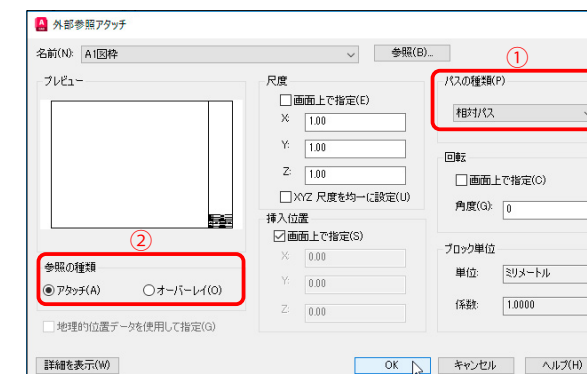 外部参照アタッチ
名前(N): A1図枠 参照(B)...
プレビュー
②
参照の種類
アタッチ(A) オーバーレイ(O)
地理的位置データを使用して指定(G)
詳細を表示(W)
尺度
画面上で指定(E)
X: 1.00
Y: 1.00
Z: 1.00
XYZ 尺度を均一に設定(U)
挿入位置
画面上で指定(S)
X: 0.00
Y: 0.00
Z: 0.00
①
パスの種類(P)
相対パス
回転
画面上で指定(C)
角度(G): 0
ブロック単位
単位: ミリメートル
係数: 1.0000
OK キャンセル ヘルプ(H)